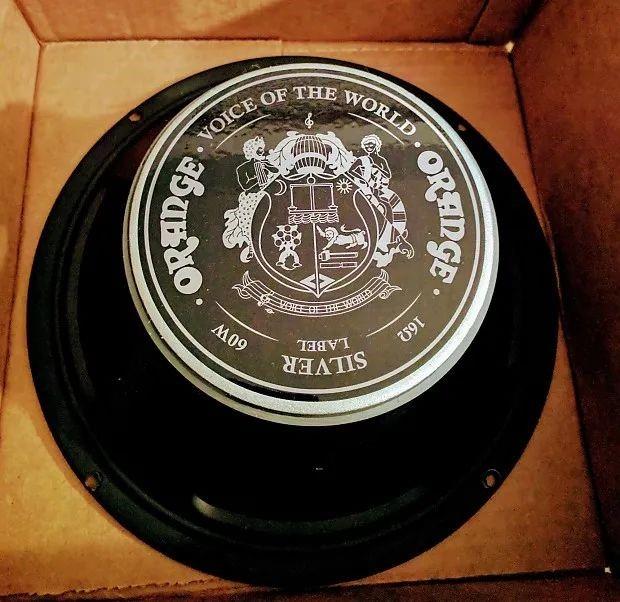 VOICE OF THE WORLD
ORANGE
ORANGE
VOICE OF THE WORLD
60W
16Ω
SILVER
LABEL